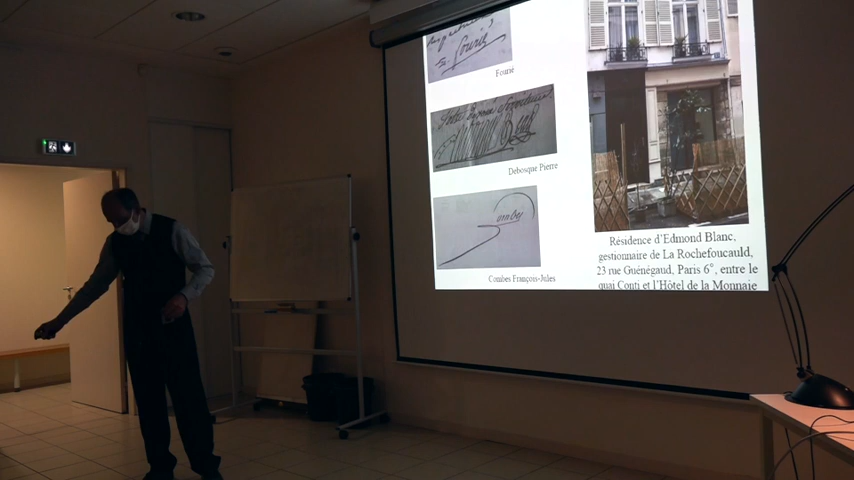 Fourié
Debosque Pierre
Combes François-Jules
Résidence d'Edmond Blanc,
gestionnaire de La Rochefoucauld,
23 rue Guénégaud, Paris 6°, entre le
quai Conti et l'Hôtel de la Monnaie